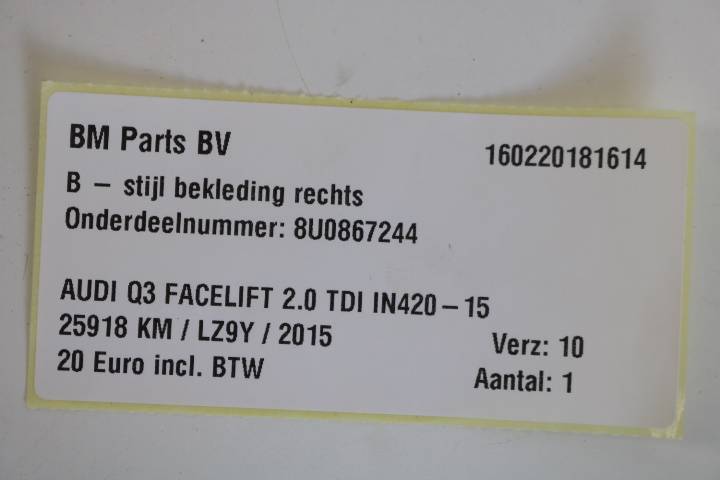 BM Parts BV
160220181614
B – stijl bekleding rechts
Onderdeelnummer: 8U0867244
AUDI Q3 FACELIFT 2.0 TDI IN420 – 15
25918 KM / LZ9Y / 2015
Verz: 10
20 Euro incl. BTW
Aantal: 1